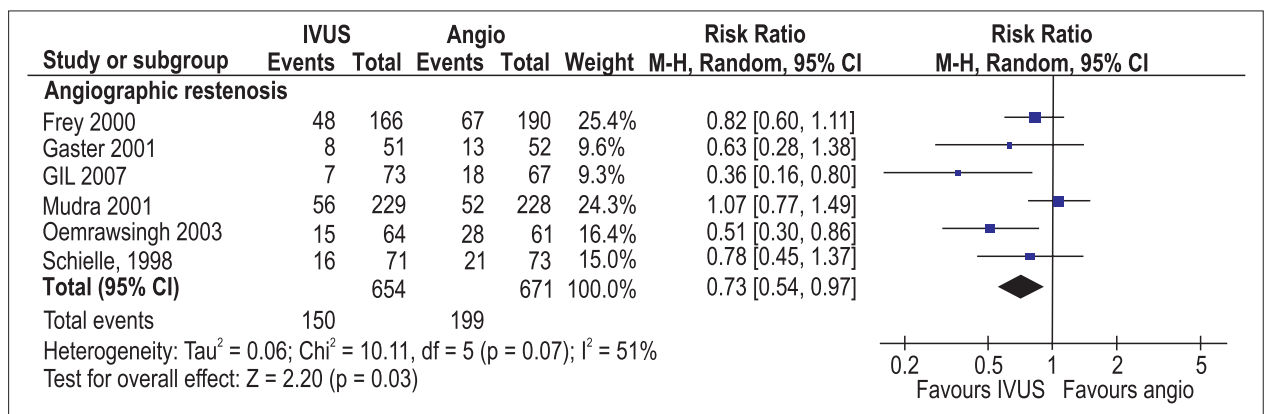 IVUS Angio Risk Ratio Risk Ratio
Study or subgroup Events Total Events Total Weight M-H, Random, 95% CI M-H, Random, 95% CI
Angiographic restenosis
Frey 2000 48 166 67 190 25.4% 0.82 [0.60, 1.11]
Gaster 2001 8 51 13 52 9.6% 0.63 [0.28, 1.38]
GIL 2007 7 73 18 67 9.3% 0.36 [0.16, 0.80]
Mudra 2001 56 229 52 228 24.3% 1.07 [0.77, 1.49]
Oemrawsingh 2003 15 64 28 61 16.4% 0.51 [0.30, 0.86]
Schielle, 1998 16 71 21 73 15.0% 0.78 [0.45, 1.37]
Total (95% CI) 654 671 100.0% 0.73 [0.54, 0.97]
Total events 150 199
Heterogeneity: Tau² = 0.06; Chi² = 10.11, df = 5 (p = 0.07); I² = 51%
Test for overall effect: Z = 2.20 (p = 0.03)
0.2 0.5 1 2 5
Favours IVUS Favours angio